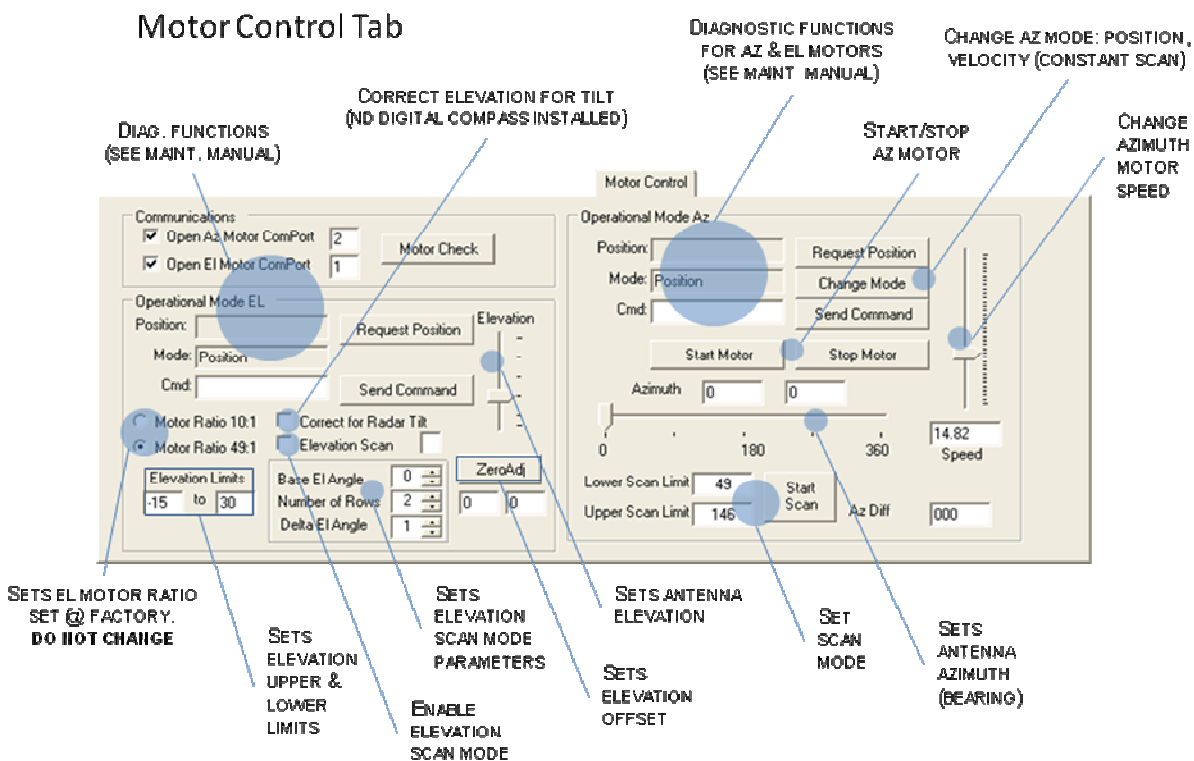 Motor Control Tab
DIAGNOSTIC FUNCTIONS
FOR AZ & EL MOTORS
(SEE MAINT MANUAL)
CHANGE AZ MODE: POSITION,
VELOCITY (CONSTANT SCAN)
CORRECT ELEVATION FOR TILT
(ND DIGITAL COMPASS INSTALLED)
DIAG. FUNCTIONS
(SEE MAINT. MANUAL)
START/STOP
AZ MOTOR
CHANGE
AZIMUTH
MOTOR
SPEED
Motor Control
Communications
Open Az Motor ComPort 2
Open El Motor ComPort 1
Motor Check
Operational Mode EL
Position:
Request Position
Elevation
Mode: Position
Cmd:
Send Command
Motor Ratio 10:1
Correct for Radar Tilt
Motor Ratio 49:1
Elevation Scan
Elevation Limits
-15 to 30
Base El Angle 0
Number of Rows 2
Delta El Angle 1
ZeroAdj
0 0
Operational Mode Az
Position:
Request Position
Mode: Position
Change Mode
Cmd:
Send Command
Start Motor
Stop Motor
Azimuth 0 0
0 180 360
14.82
Speed
Lower Scan Limit 49
Upper Scan Limit 146
Start
Scan
Az Diff 000
SETS EL MOTOR RATIO
SET @ FACTORY.
DO NOT CHANGE
SETS
ELEVATION
UPPER &
LOWER
LIMITS
ENABLE
ELEVATION
SCAN MODE
SETS
ELEVATION
SCAN MODE
PARAMETERS
SETS
ELEVATION
OFFSET
SETS ANTENNA
ELEVATION
SET
SCAN
MODE
SETS
ANTENNA
AZIMUTH
(BEARING)